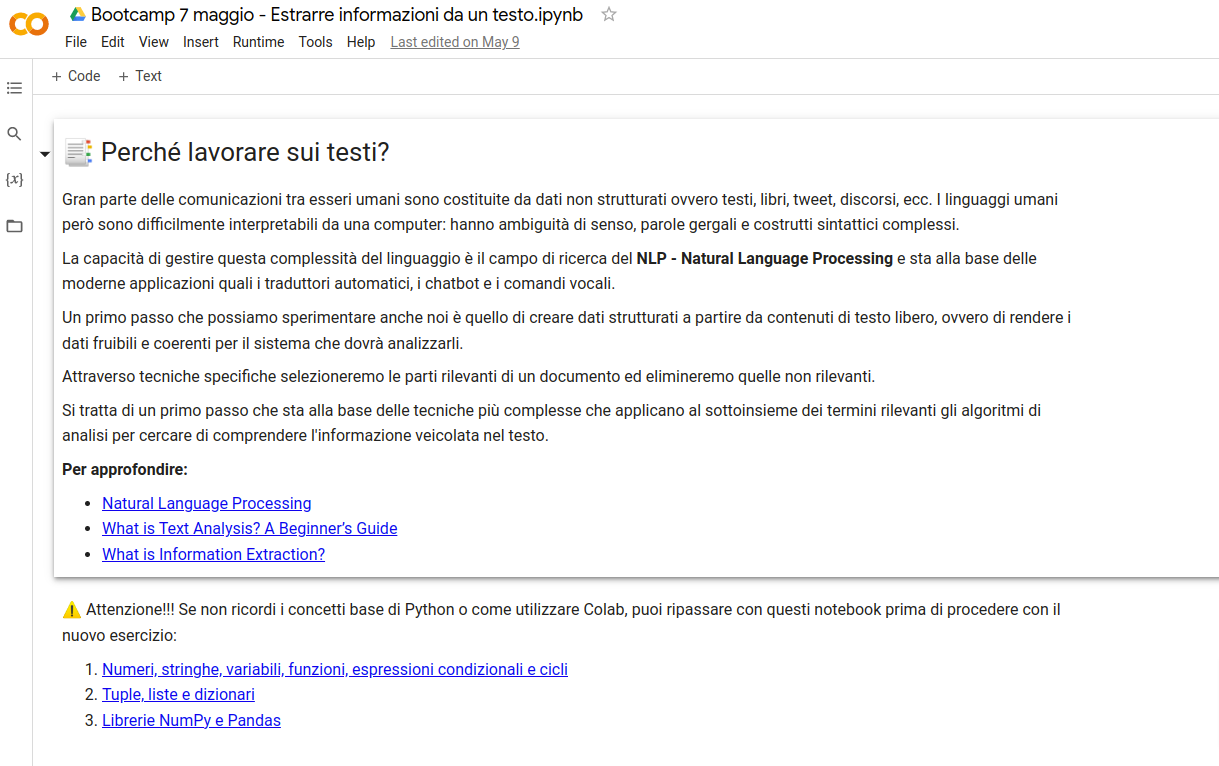 Bootcamp 7 maggio - Estrarre informazioni da un testo.ipynb
File Edit View Insert Runtime Tools Help Last edited on May 9
+ Code + Text
{x}
Perché lavorare sui testi?
Gran parte delle comunicazioni tra esseri umani sono costituite da dati non strutturati ovvero testi, libri, tweet, discorsi, ecc. I linguaggi umani
però sono difficilmente interpretabili da una computer: hanno ambiguità di senso, parole gergali e costrutti sintattici complessi.
La capacità di gestire questa complessità del linguaggio è il campo di ricerca del NLP - Natural Language Processing e sta alla base delle
moderne applicazioni quali i traduttori automatici, i chatbot e i comandi vocali.
Un primo passo che possiamo sperimentare anche noi è quello di creare dati strutturati a partire da contenuti di testo libero, ovvero di rendere i
dati fruibili e coerenti per il sistema che dovrà analizzarli.
Attraverso tecniche specifiche selezioneremo le parti rilevanti di un documento ed elimineremo quelle non rilevanti.
Si tratta di un primo passo che sta alla base delle tecniche più complesse che applicano al sottoinsieme dei termini rilevanti gli algoritmi di
analisi per cercare di comprendere l'informazione veicolata nel testo.
Per approfondire:
• Natural Language Processing
• What is Text Analysis? A Beginner’s Guide
• What is Information Extraction?
⚠️ Attenzione!!! Se non ricordi i concetti base di Python o come utilizzare Colab, puoi ripassare con questi notebook prima di procedere con il
nuovo esercizio:
1. Numeri, stringhe, variabili, funzioni, espressioni condizionali e cicli
2. Tuple, liste e dizionari
3. Librerie NumPy e Pandas